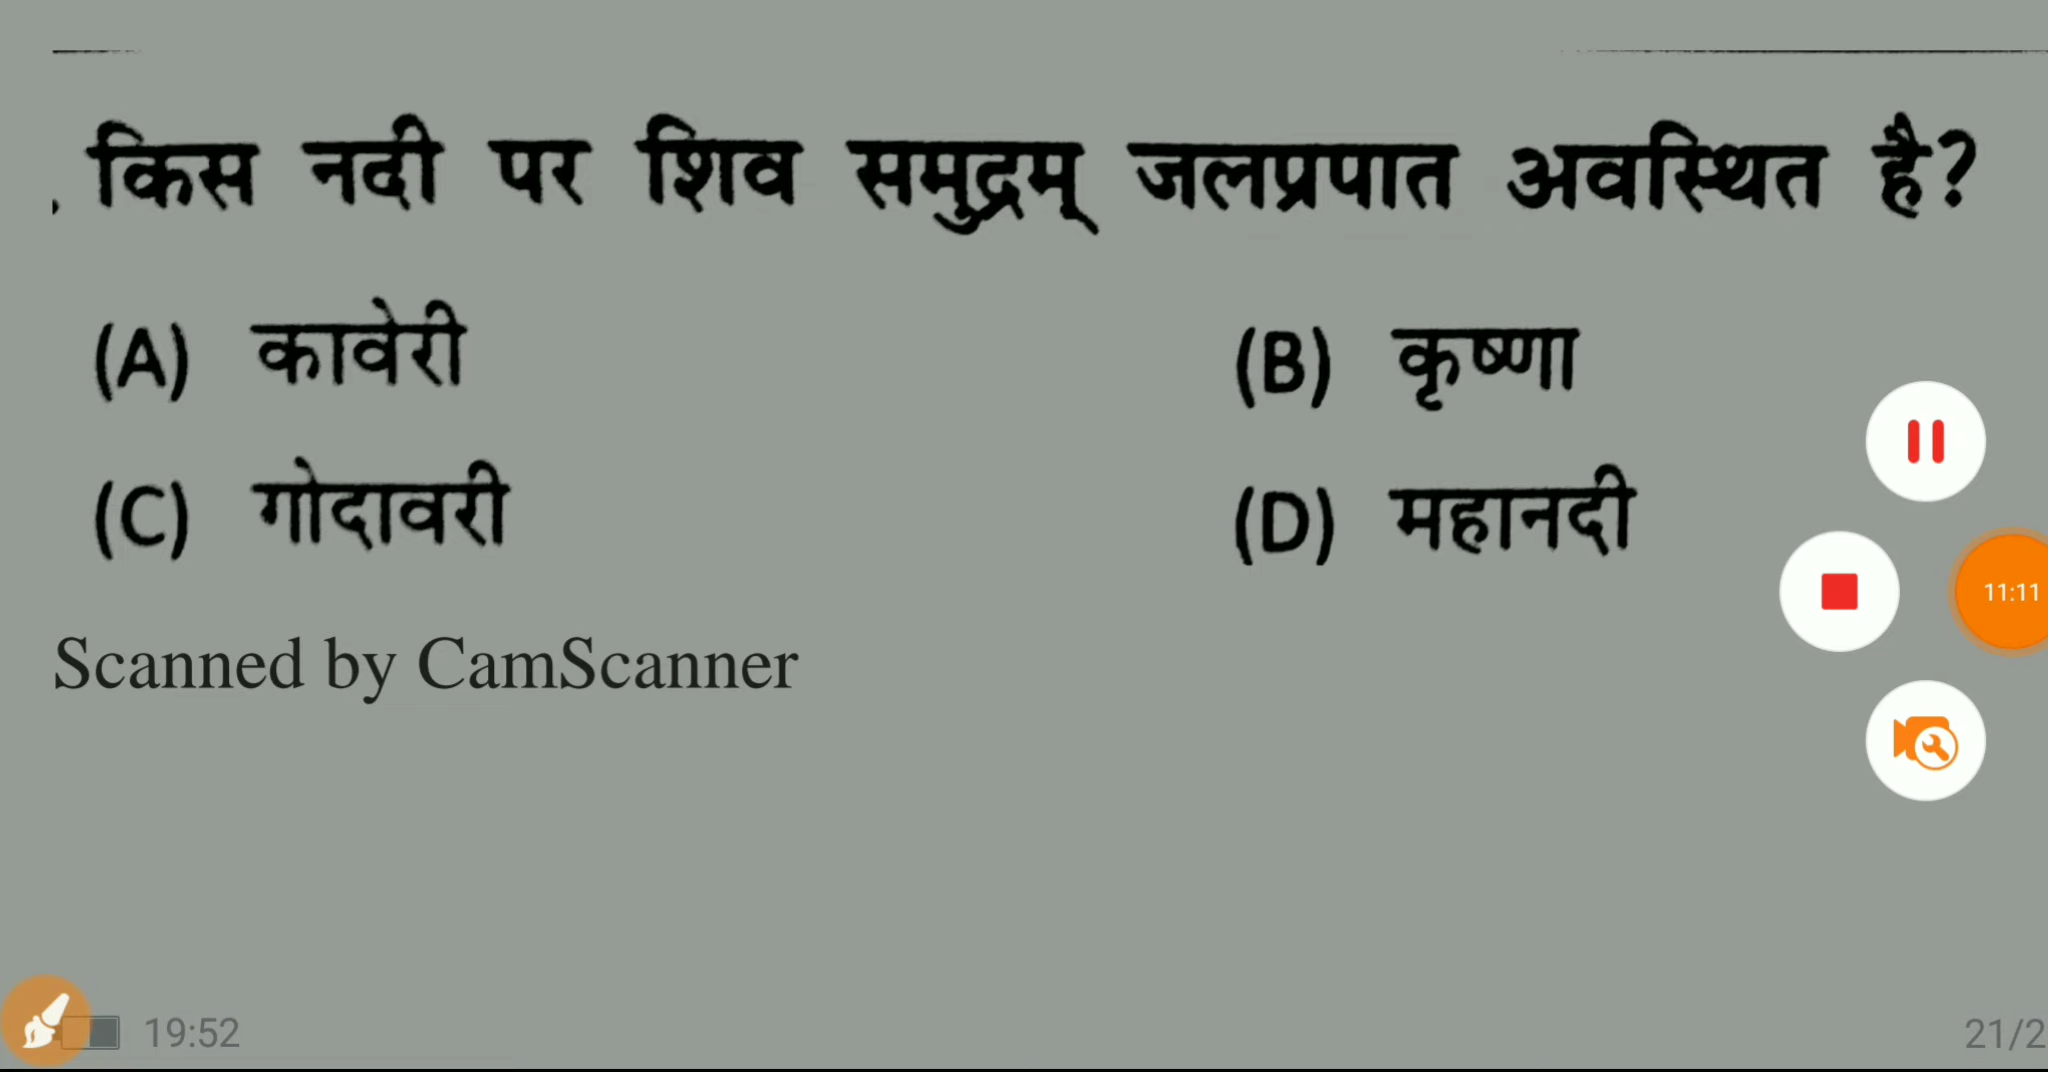 किस नदी पर शिव समुद्रम् जलप्रपात अवस्थित है?
(A) कावेरी (B) कृष्णा
(C) गोदावरी (D) महानदी
11:11
Scanned by CamScanner
19:52 21/2